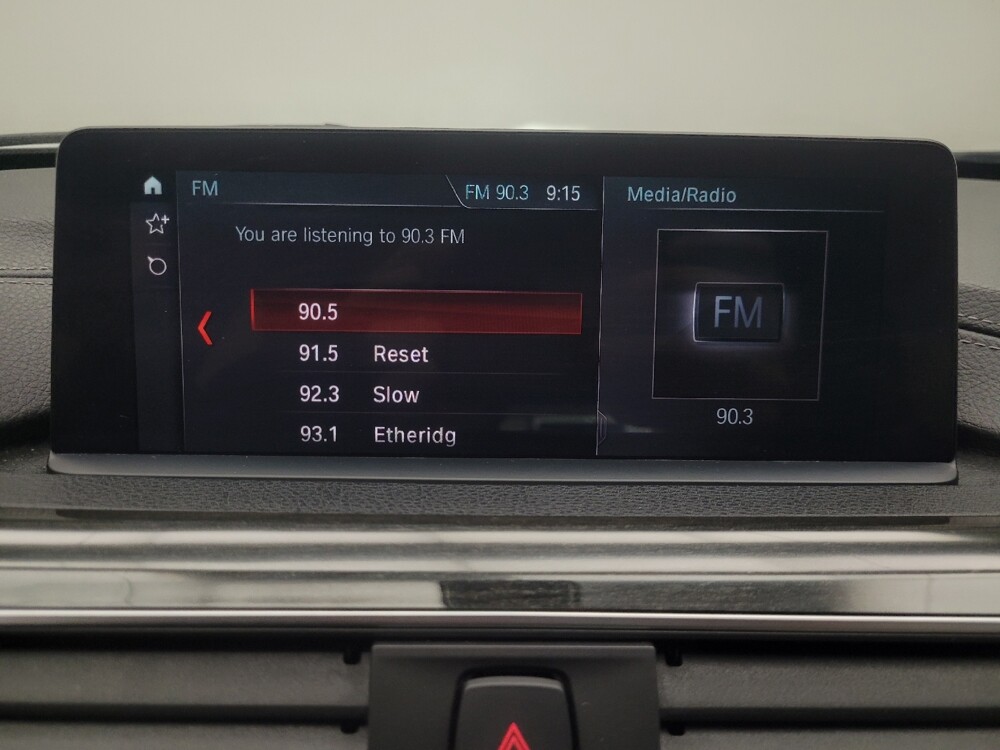 FM
FM 90.3 9:15
Media/Radio
You are listening to 90.3 FM
90.5
91.5 Reset
92.3 Slow
93.1 Etheridg
FM
90.3